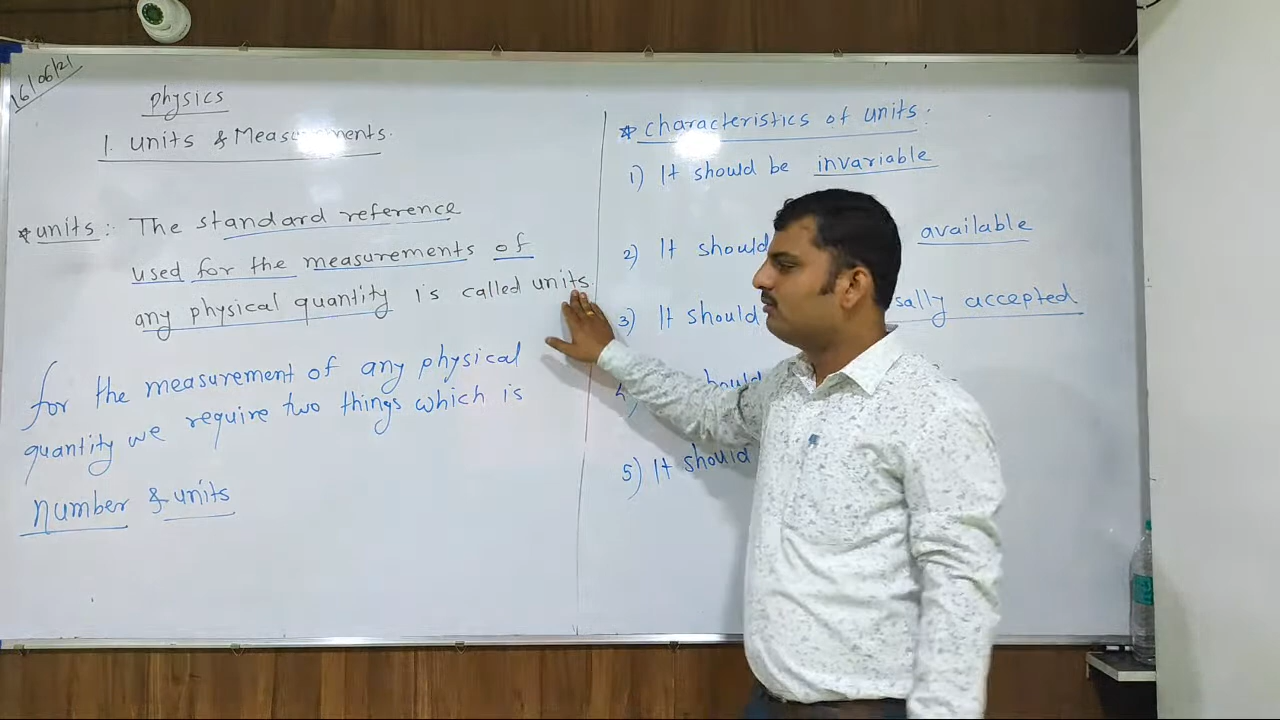 16/06/21
Physics
1. Units & Measurements.
* units:- The standard reference
used for the measurements of
any physical quantity is called units
for the measurement of any physical
quantity we require two things which is
number & units
* characteristics of units:
1) It should be invariable
2) It should available
3) It should sally accepted
should
5) It should